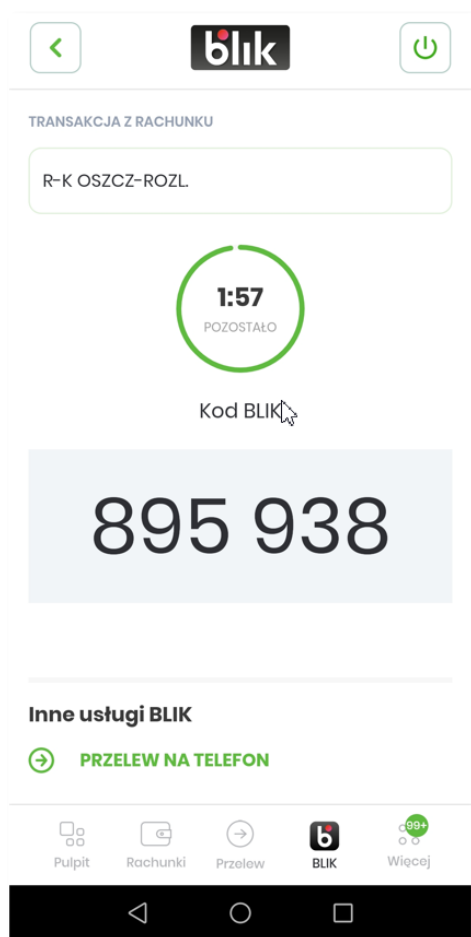 blik
TRANSAKCJA Z RACHUNKU
R-K OSZCZ-ROZL.
1:57
POZOSTAŁO
Kod BLIK
895 938
Inne usługi BLIK
PRZELEW NA TELEFON
99+
Pulpit Rachunki Przelew BLIK Więcej